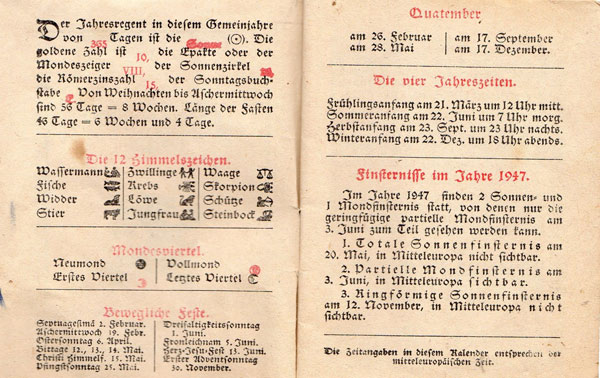 Der Jahresregent in diesem Gemeinjahre
von 365 Tagen ist die Sonne (☉). Die
goldene Zahl ist 10, die Epakte oder der
Mondeszeiger VIII, der Sonnenzirkel
die Römerzinszahl 15, der Sonntagsbuch-
stabe Von Weihnachten bis Aschermittwoch
sind 56 Tage = 8 Wochen. Länge der Fasten
46 Tage = 6 Wochen und 4 Tage.
Die 12 Himmelszeichen.
Wassermann Zwillinge Waage
Fische Krebs Skorpion
Widder Löwe Schütze
Stier Jungfrau Steinbock
Mondesviertel.
Neumond Vollmond
Erstes Viertel Letztes Viertel
Bewegliche Feste.
Septuagesimä 2. Februar. Dreifaltigkeitssonntag
Aschermittwoch 19. Febr. 1. Juni.
Ostersonntag 6. April. Fronleichnam 5. Juni.
Bittage 12., 13., 14. Mai. Herz-Jesu-Fest 13. Juni.
Christi Himmelf. 15. Mai. Erster Adventsonntag
Pfingstsonntag 25. Mai. 30. November.
Quatember
am 26. Februar am 17. September
am 28. Mai am 17. Dezember.
Die vier Jahreszeiten.
Frühlingsanfang am 21. März um 12 Uhr mitt.
Sommeranfang am 22. Juni um 7 Uhr morg.
Herbstanfang am 23. Sept. um 23 Uhr nachts.
Winteranfang am 22. Dez. um 18 Uhr abends.
Finsternisse im Jahre 1947.
Im Jahre 1947 finden 2 Sonnen- und
1 Mondfinsternis statt, von denen nur die
geringfügige partielle Mondfinsternis am
3. Juni zum Teil gesehen werden kann.
1. Totale Sonnenfinsternis am
20. Mai, in Mitteleuropa nicht sichtbar.
2. Partielle Mondfinsternis am
3. Juni, in Mitteleuropa sichtbar.
3. Ringförmige Sonnenfinsternis
am 12. November, in Mitteleuropa nicht
sichtbar.
Die Zeitangaben in diesem Kalender entsprechen der
mitteleuropäischen Zeit.